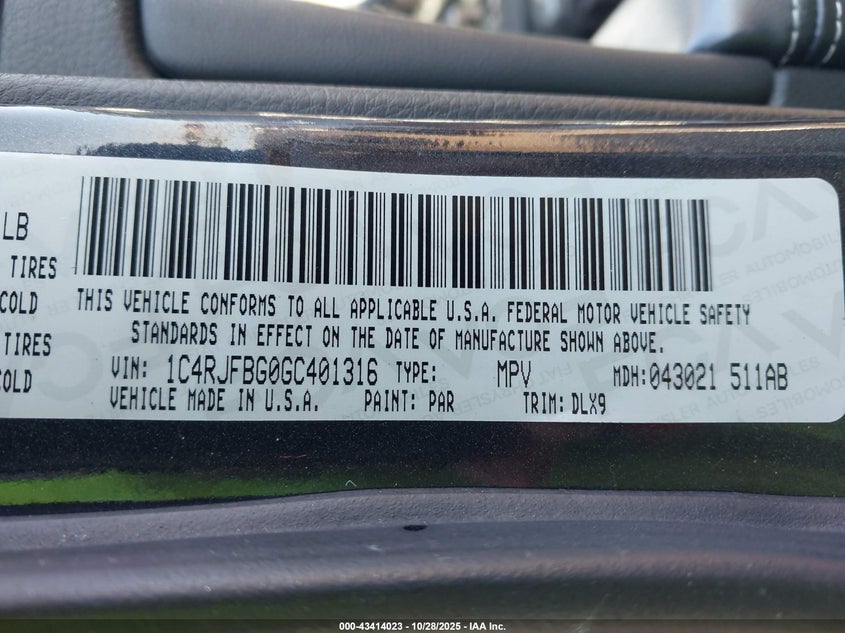 LB
TIRES
COLD
TIRES
COLD
THIS VEHICLE CONFORMS TO ALL APPLICABLE U.S.A. FEDERAL MOTOR VEHICLE SAFETY
STANDARDS IN EFFECT ON THE DATE OF MANUFACTURE SHOWN ABOVE.
VIN: 1C4RJFBG0GC401316 TYPE: MPV MDH:043021 511AB
VEHICLE MADE IN U.S.A. PAINT: PAR TRIM: DLX9
000-43414023 - 10/28/2025 - IAA Inc.